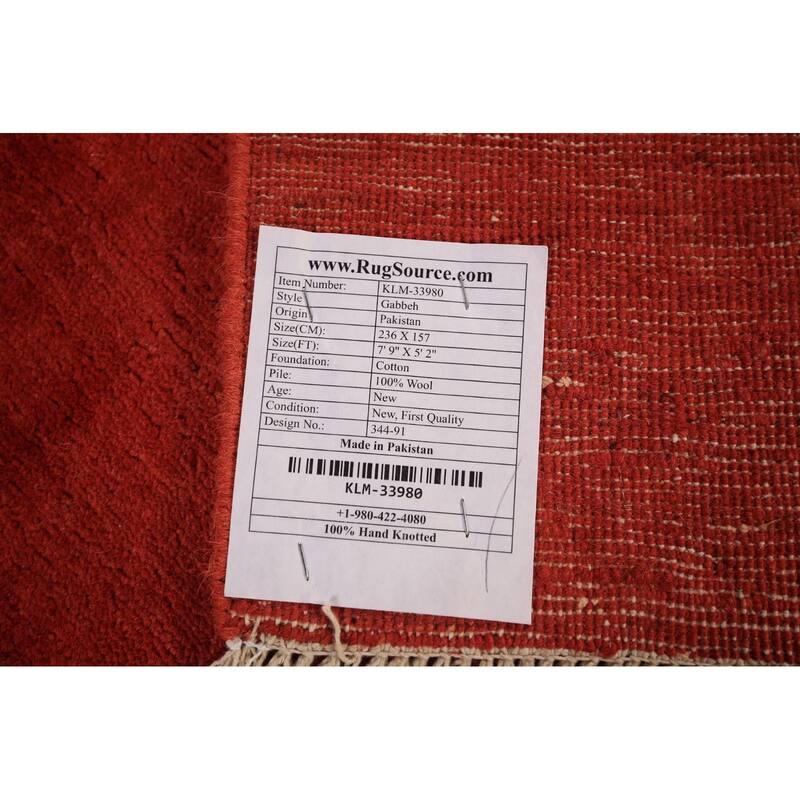 www.RugSource.com
Item Number: KLM-33980
Style Gabbeh
Origin Pakistan
Size(CM): 236 X 157
Size(FT): 7' 9" X 5' 2"
Foundation: Cotton
Pile: 100% Wool
Age: New
Condition: New, First Quality
Design No.: 344-91
Made in Pakistan
KLM-33980
+1-980-422-4080
100% Hand Knotted